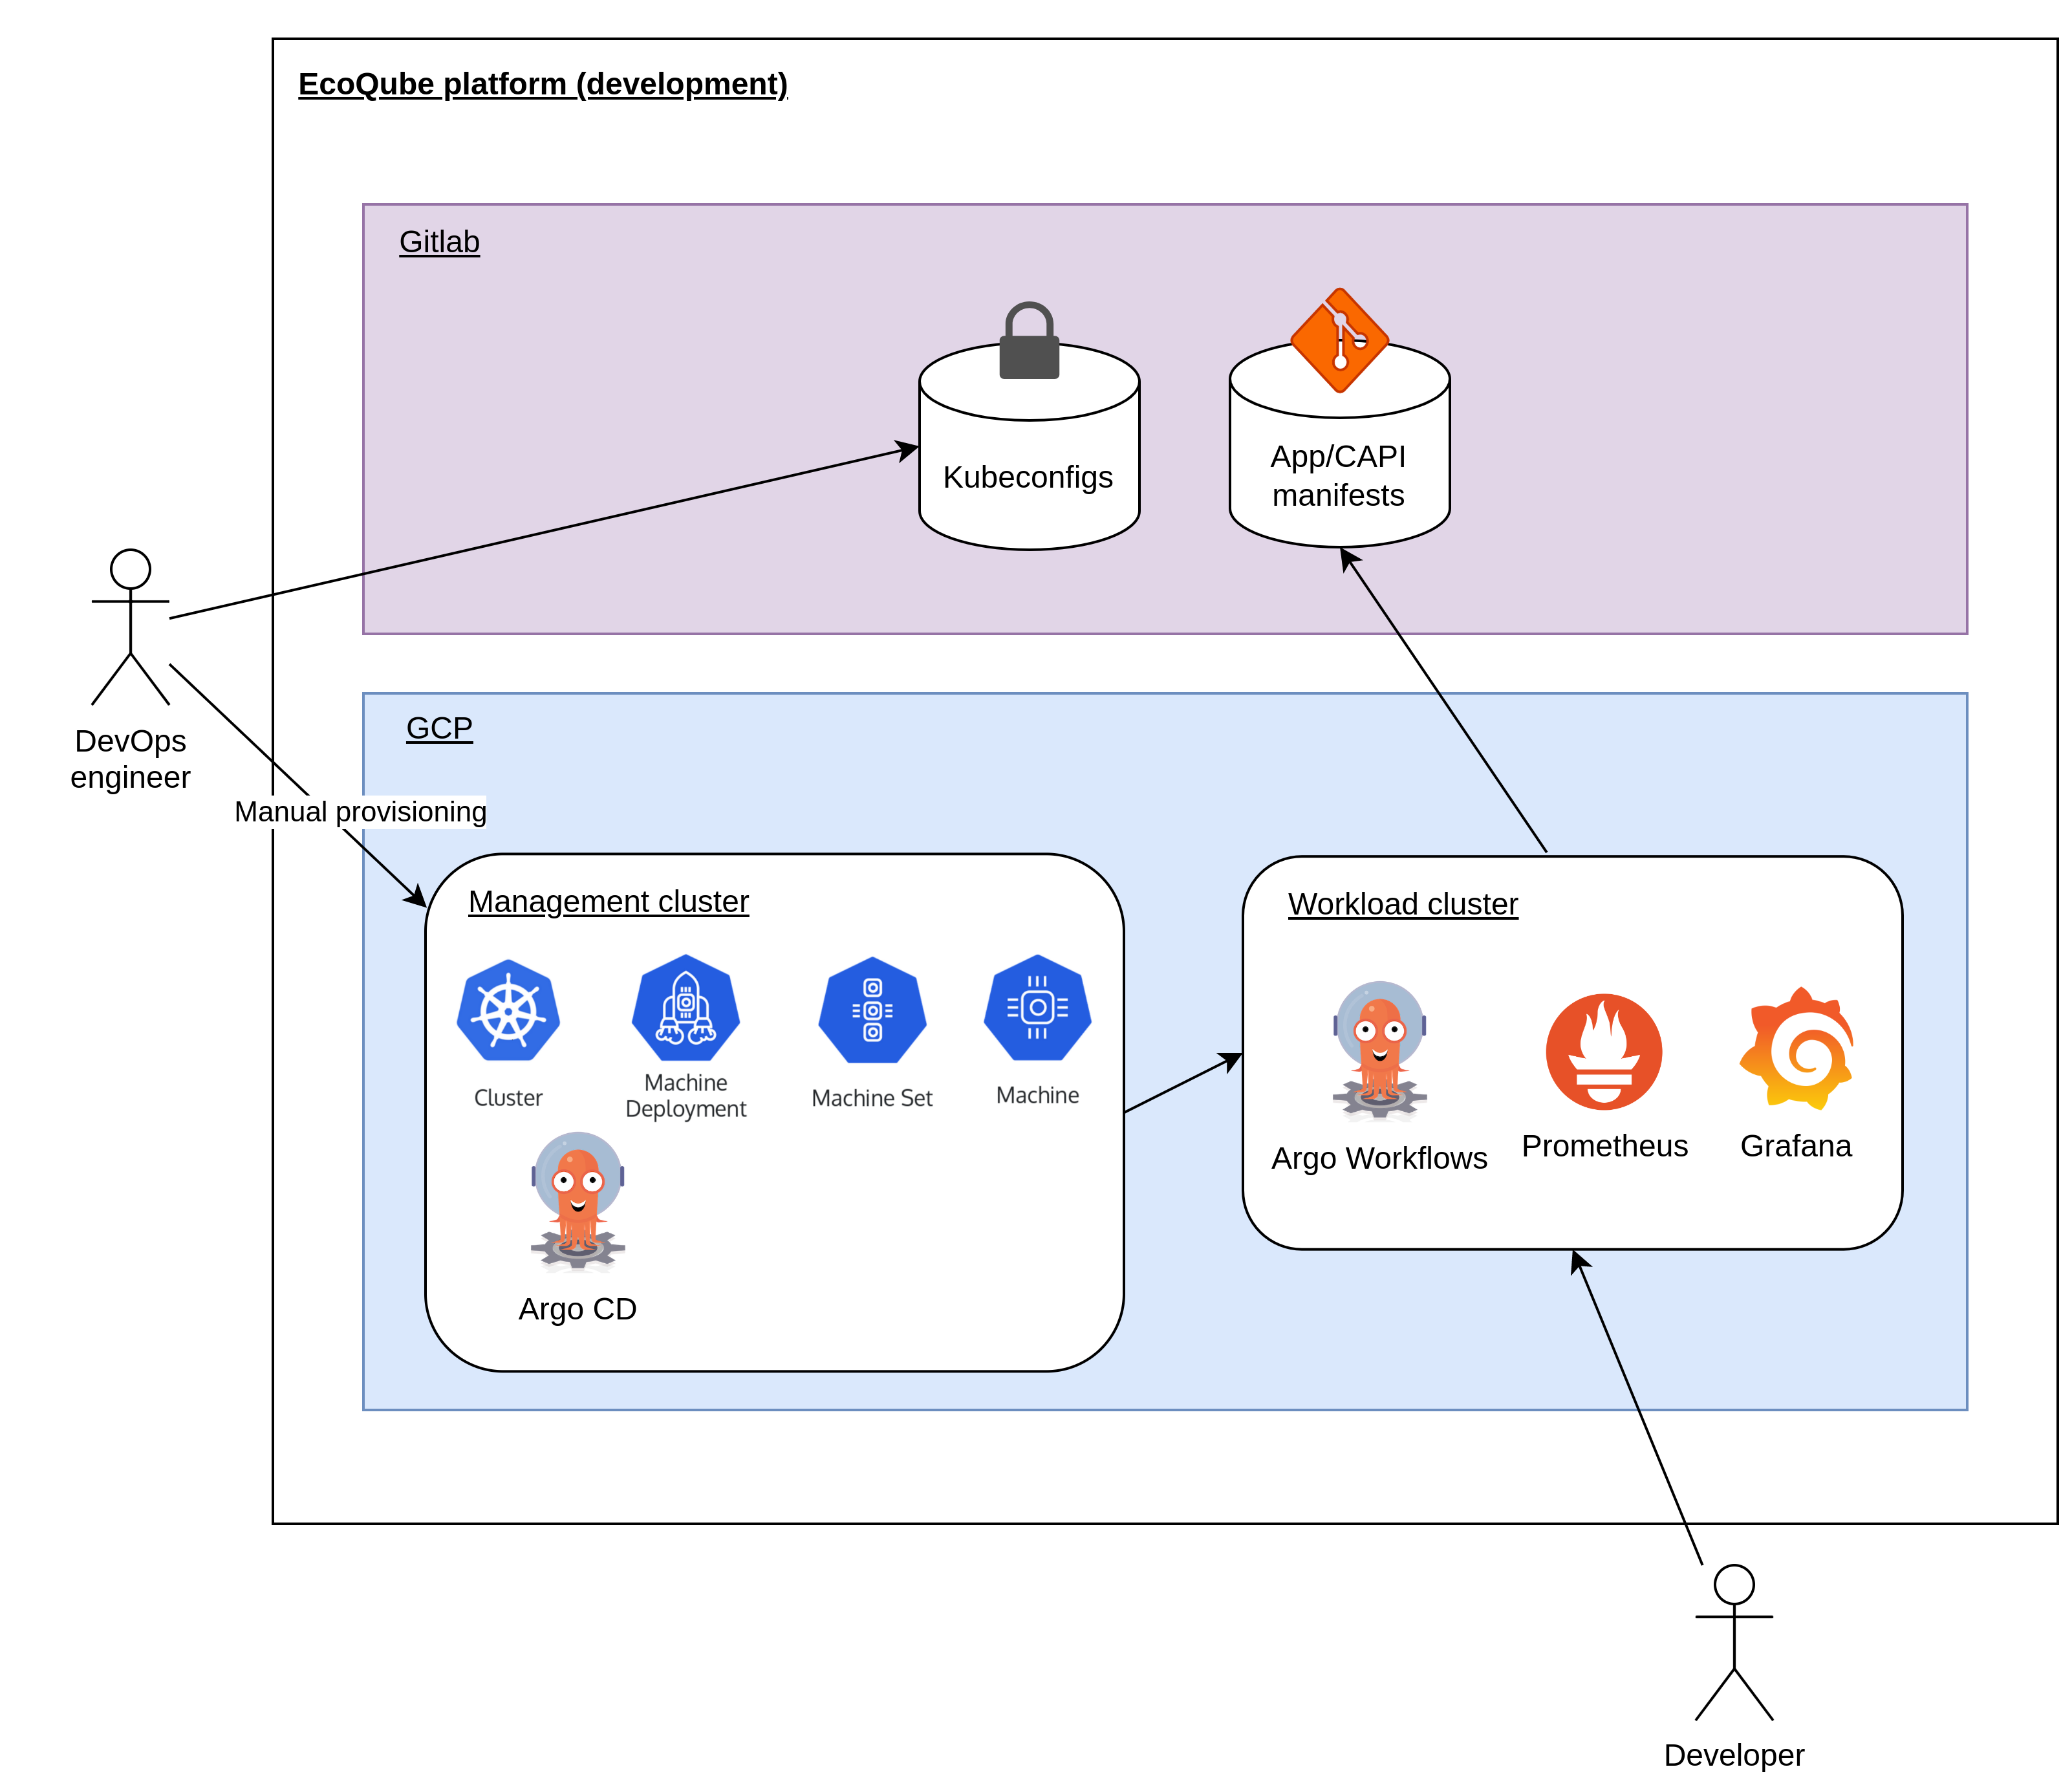 EcoQube platform (development)
Gitlab
Kubeconfigs
App/CAPI
manifests
DevOps
engineer
Manual provisioning
GCP
Management cluster
Cluster
Machine
Deployment
Machine Set
Machine
Argo CD
Workload cluster
Argo Workflows
Prometheus
Grafana
Developer